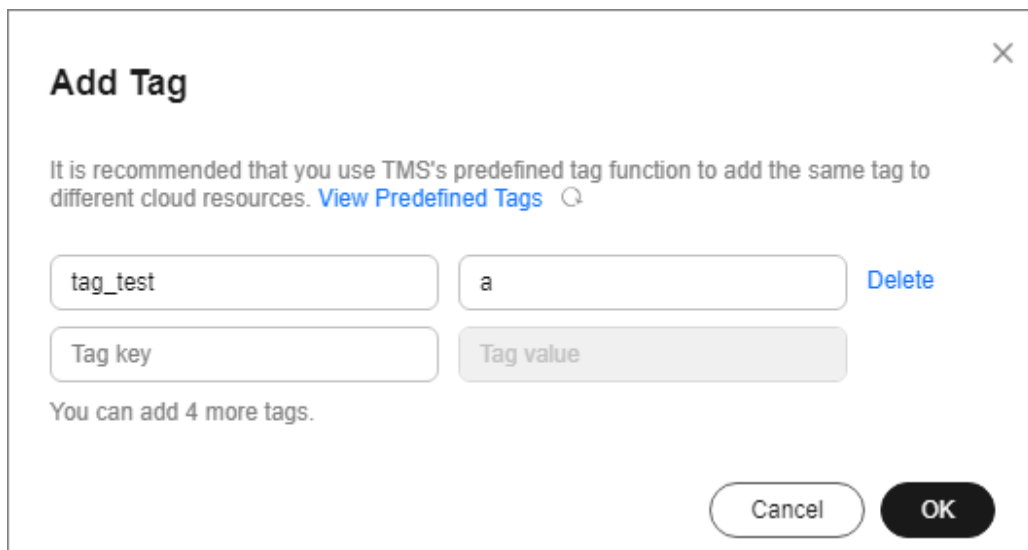 Add Tag
It is recommended that you use TMS's predefined tag function to add the same tag to
different cloud resources. View Predefined Tags
tag_test a Delete
Tag key Tag value
You can add 4 more tags.
Cancel OK